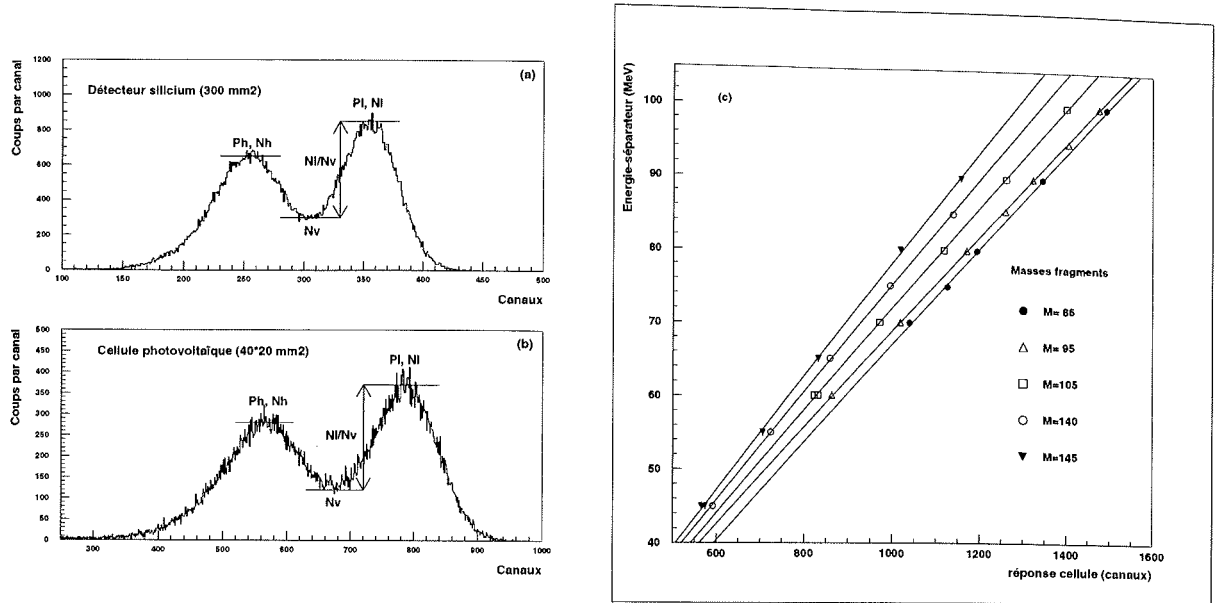 1200
1000
800
600
400
200
0
Coups par canal
(a)
Détecteur silicium (300 mm2)
Ph, Nh
Pl, Nl
Nl/Nv
Nv
100 150 200 250 300 350 400 450 500
Canaux
500
450
400
350
300
250
200
150
100
50
0
Coups par canal
(b)
Cellule photovoltaïque (40*20 mm2)
Ph, Nh
Pl, Nl
Nl/Nv
Nv
300 400 500 600 700 800 900 1000
Canaux
Energie-séparateur (MeV)
100
90
80
70
60
50
40
(c)
Masses fragments
M= 85
M= 95
M=105
M=140
M=145
600 800 1000 1200 1400 1600
réponse cellule (canaux)